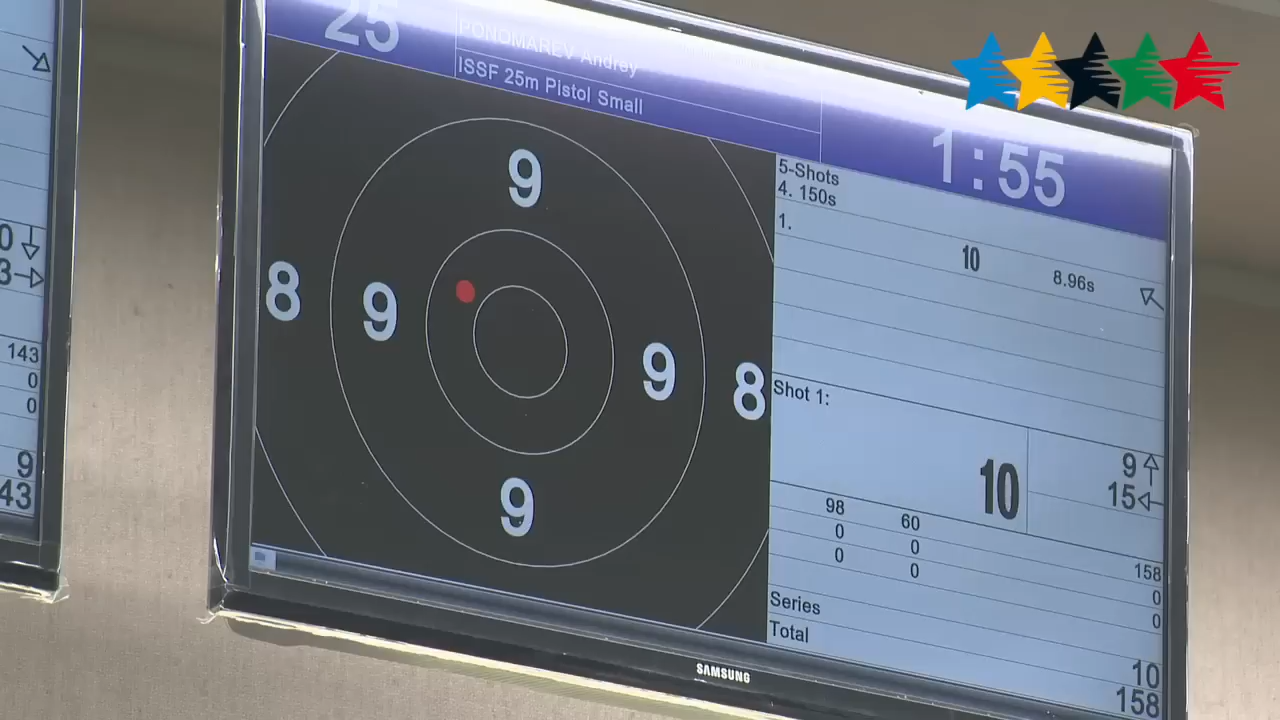 0
3
143
0
0
9
43
25
PONOMAREV Andrey
ISSF 25m Pistol Small
1:55
5-Shots
4. 150s
1.
10
8.96s
9
8
9
9
8
9
Shot 1:
10
9
15
98 60
0 0 158
0 0 0
0
Series
10
Total
158
SAMSUNG